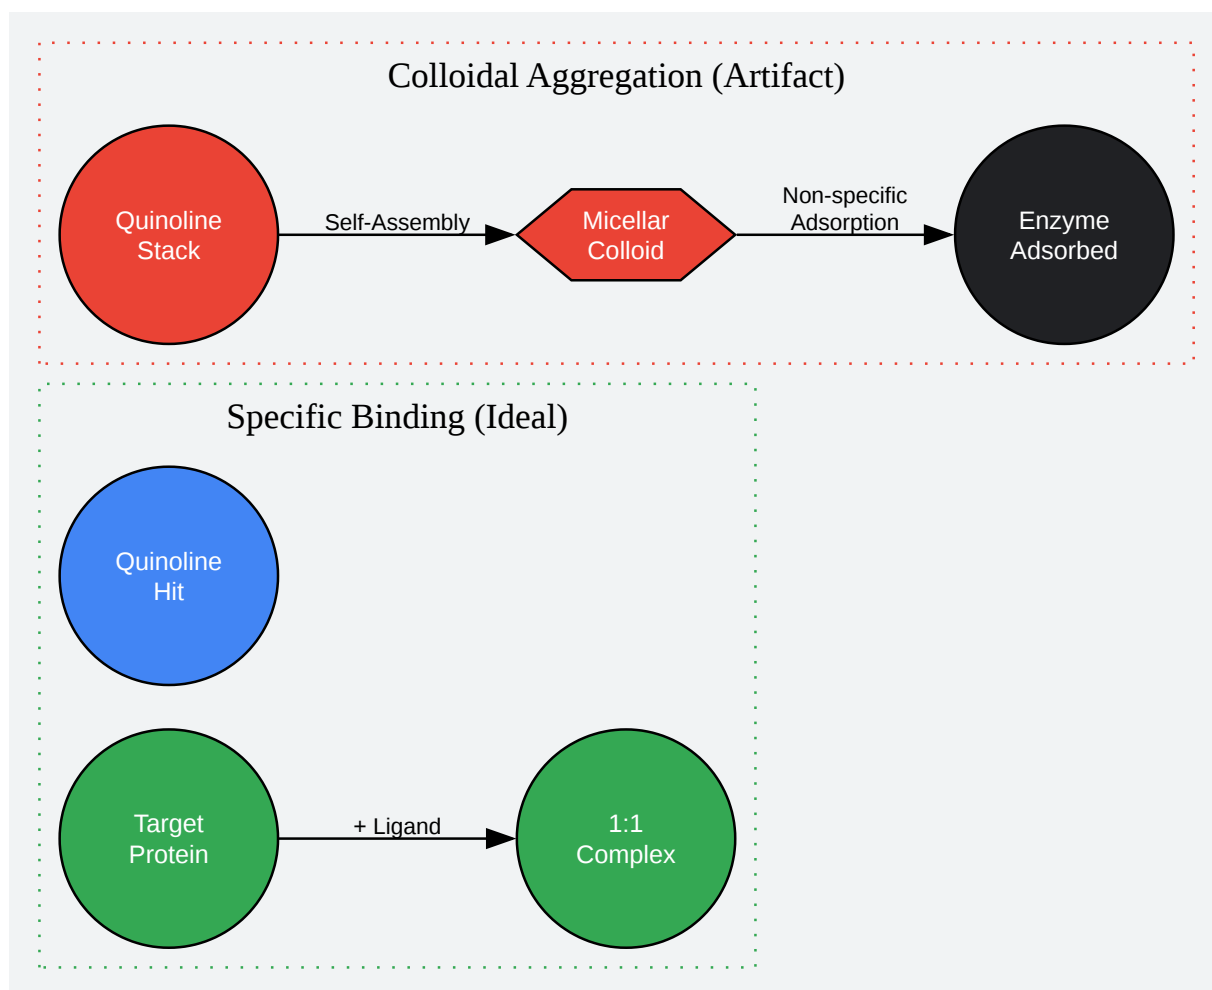 Colloidal Aggregation (Artifact)
Quinoline
Stack
Self-Assembly
Micellar
Colloid
Non-specific
Adsorption
Enzyme
Adsorbed
Specific Binding (Ideal)
Quinoline
Hit
Target
Protein
+ Ligand
1:1
Complex